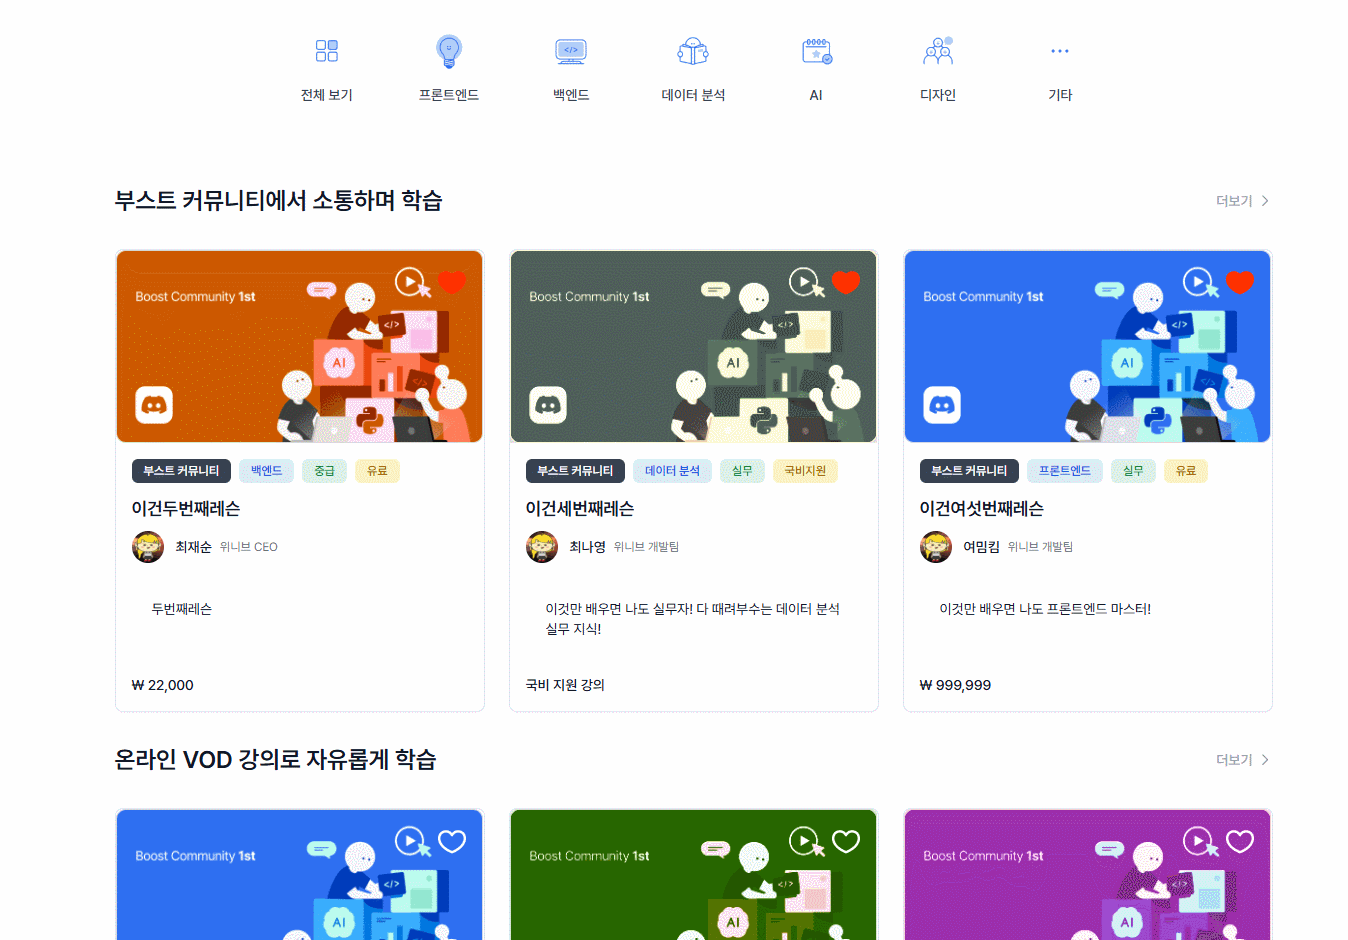 전체 보기
프론트엔드
백엔드
데이터 분석
AI
디자인
기타
부스트 커뮤니티에서 소통하며 학습
더보기
Boost Community 1st
</>
AI
Boost Community 1st
</>
AI
Boost Community 1st
</>
AI
부스트 커뮤니티 백엔드 중급 유료
부스트 커뮤니티 데이터 분석 실무 국비지원
부스트 커뮤니티 프론트엔드 실무 유료
이건두번째레슨
이건세번째레슨
이건여섯번째레슨
최재순 위니브 CEO
최나영 위니브 개발팀
여밈킴 위니브 개발팀
두번째레슨
이것만 배우면 나도 실무자! 다 때려부수는 데이터 분석
실무 지식!
이것만 배우면 나도 프론트엔드 마스터!
₩ 22,000
국비 지원 강의
₩ 999,999
온라인 VOD 강의로 자유롭게 학습
더보기
Boost Community 1st
</>
AI
Boost Community 1st
</>
AI
Boost Community 1st
</>
AI